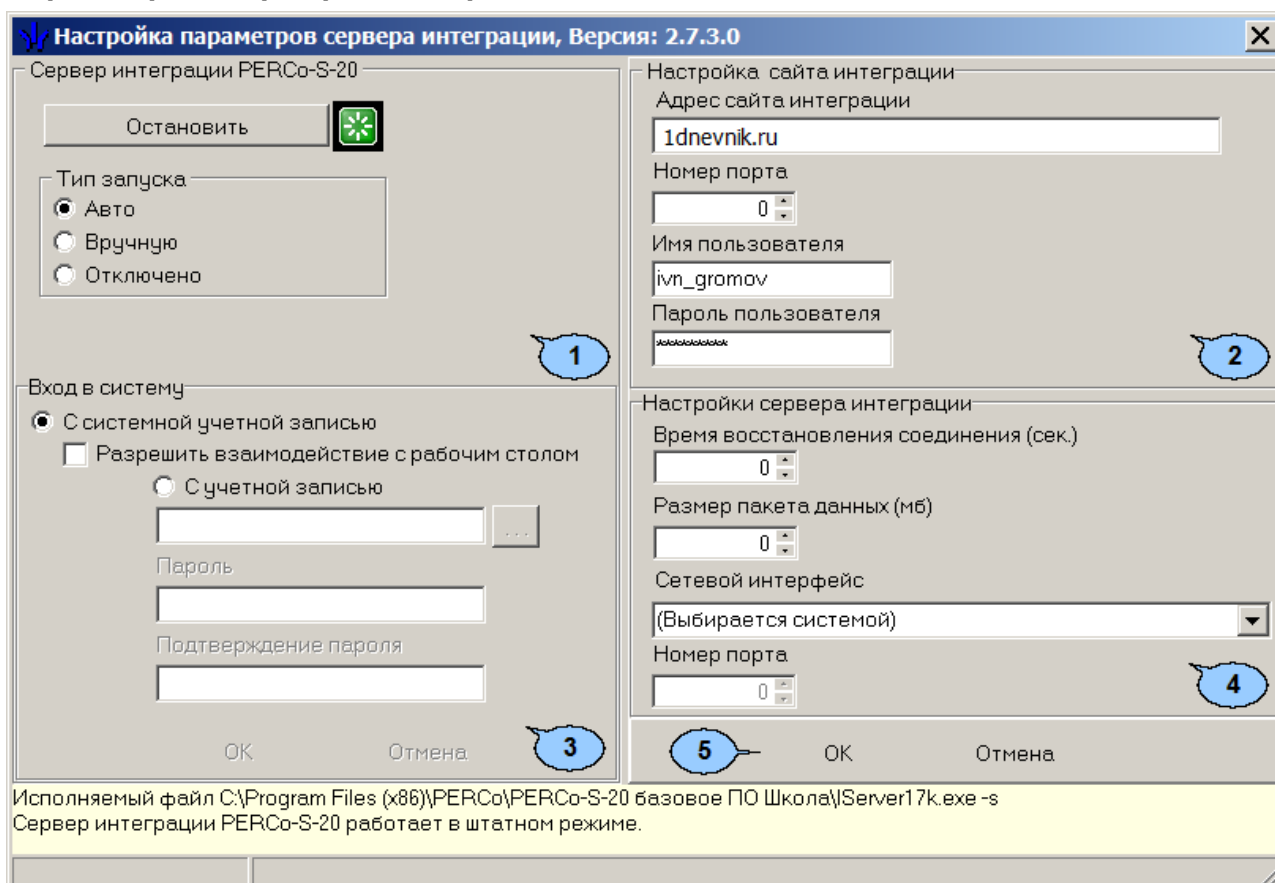 Настройка параметров сервера интеграции, Версия: 2.7.3.0
Сервер интеграции PERCo-S-20
Остановить
Тип запуска
Авто
Вручную
Отключено
1
Настройка сайта интеграции
Адрес сайта интеграции
1dnevnik.ru
Номер порта
0
Имя пользователя
ivn_gromov
Пароль пользователя
**********
2
Вход в систему
С системной учетной записью
Разрешить взаимодействие с рабочим столом
С учетной записью
...
Пароль
Подтверждение пароля
OK Отмена
3
Настройки сервера интеграции
Время восстановления соединения (сек.)
0
Размер пакета данных (мб)
0
Сетевой интерфейс
(Выбирается системой)
Номер порта
0
4
5 OK Отмена
Исполняемый файл C:\Program Files (x86)\PERCo\PERCo-S-20 базовое ПО Школа\IServer17k.exe -s
Сервер интеграции PERCo-S-20 работает в штатном режиме.